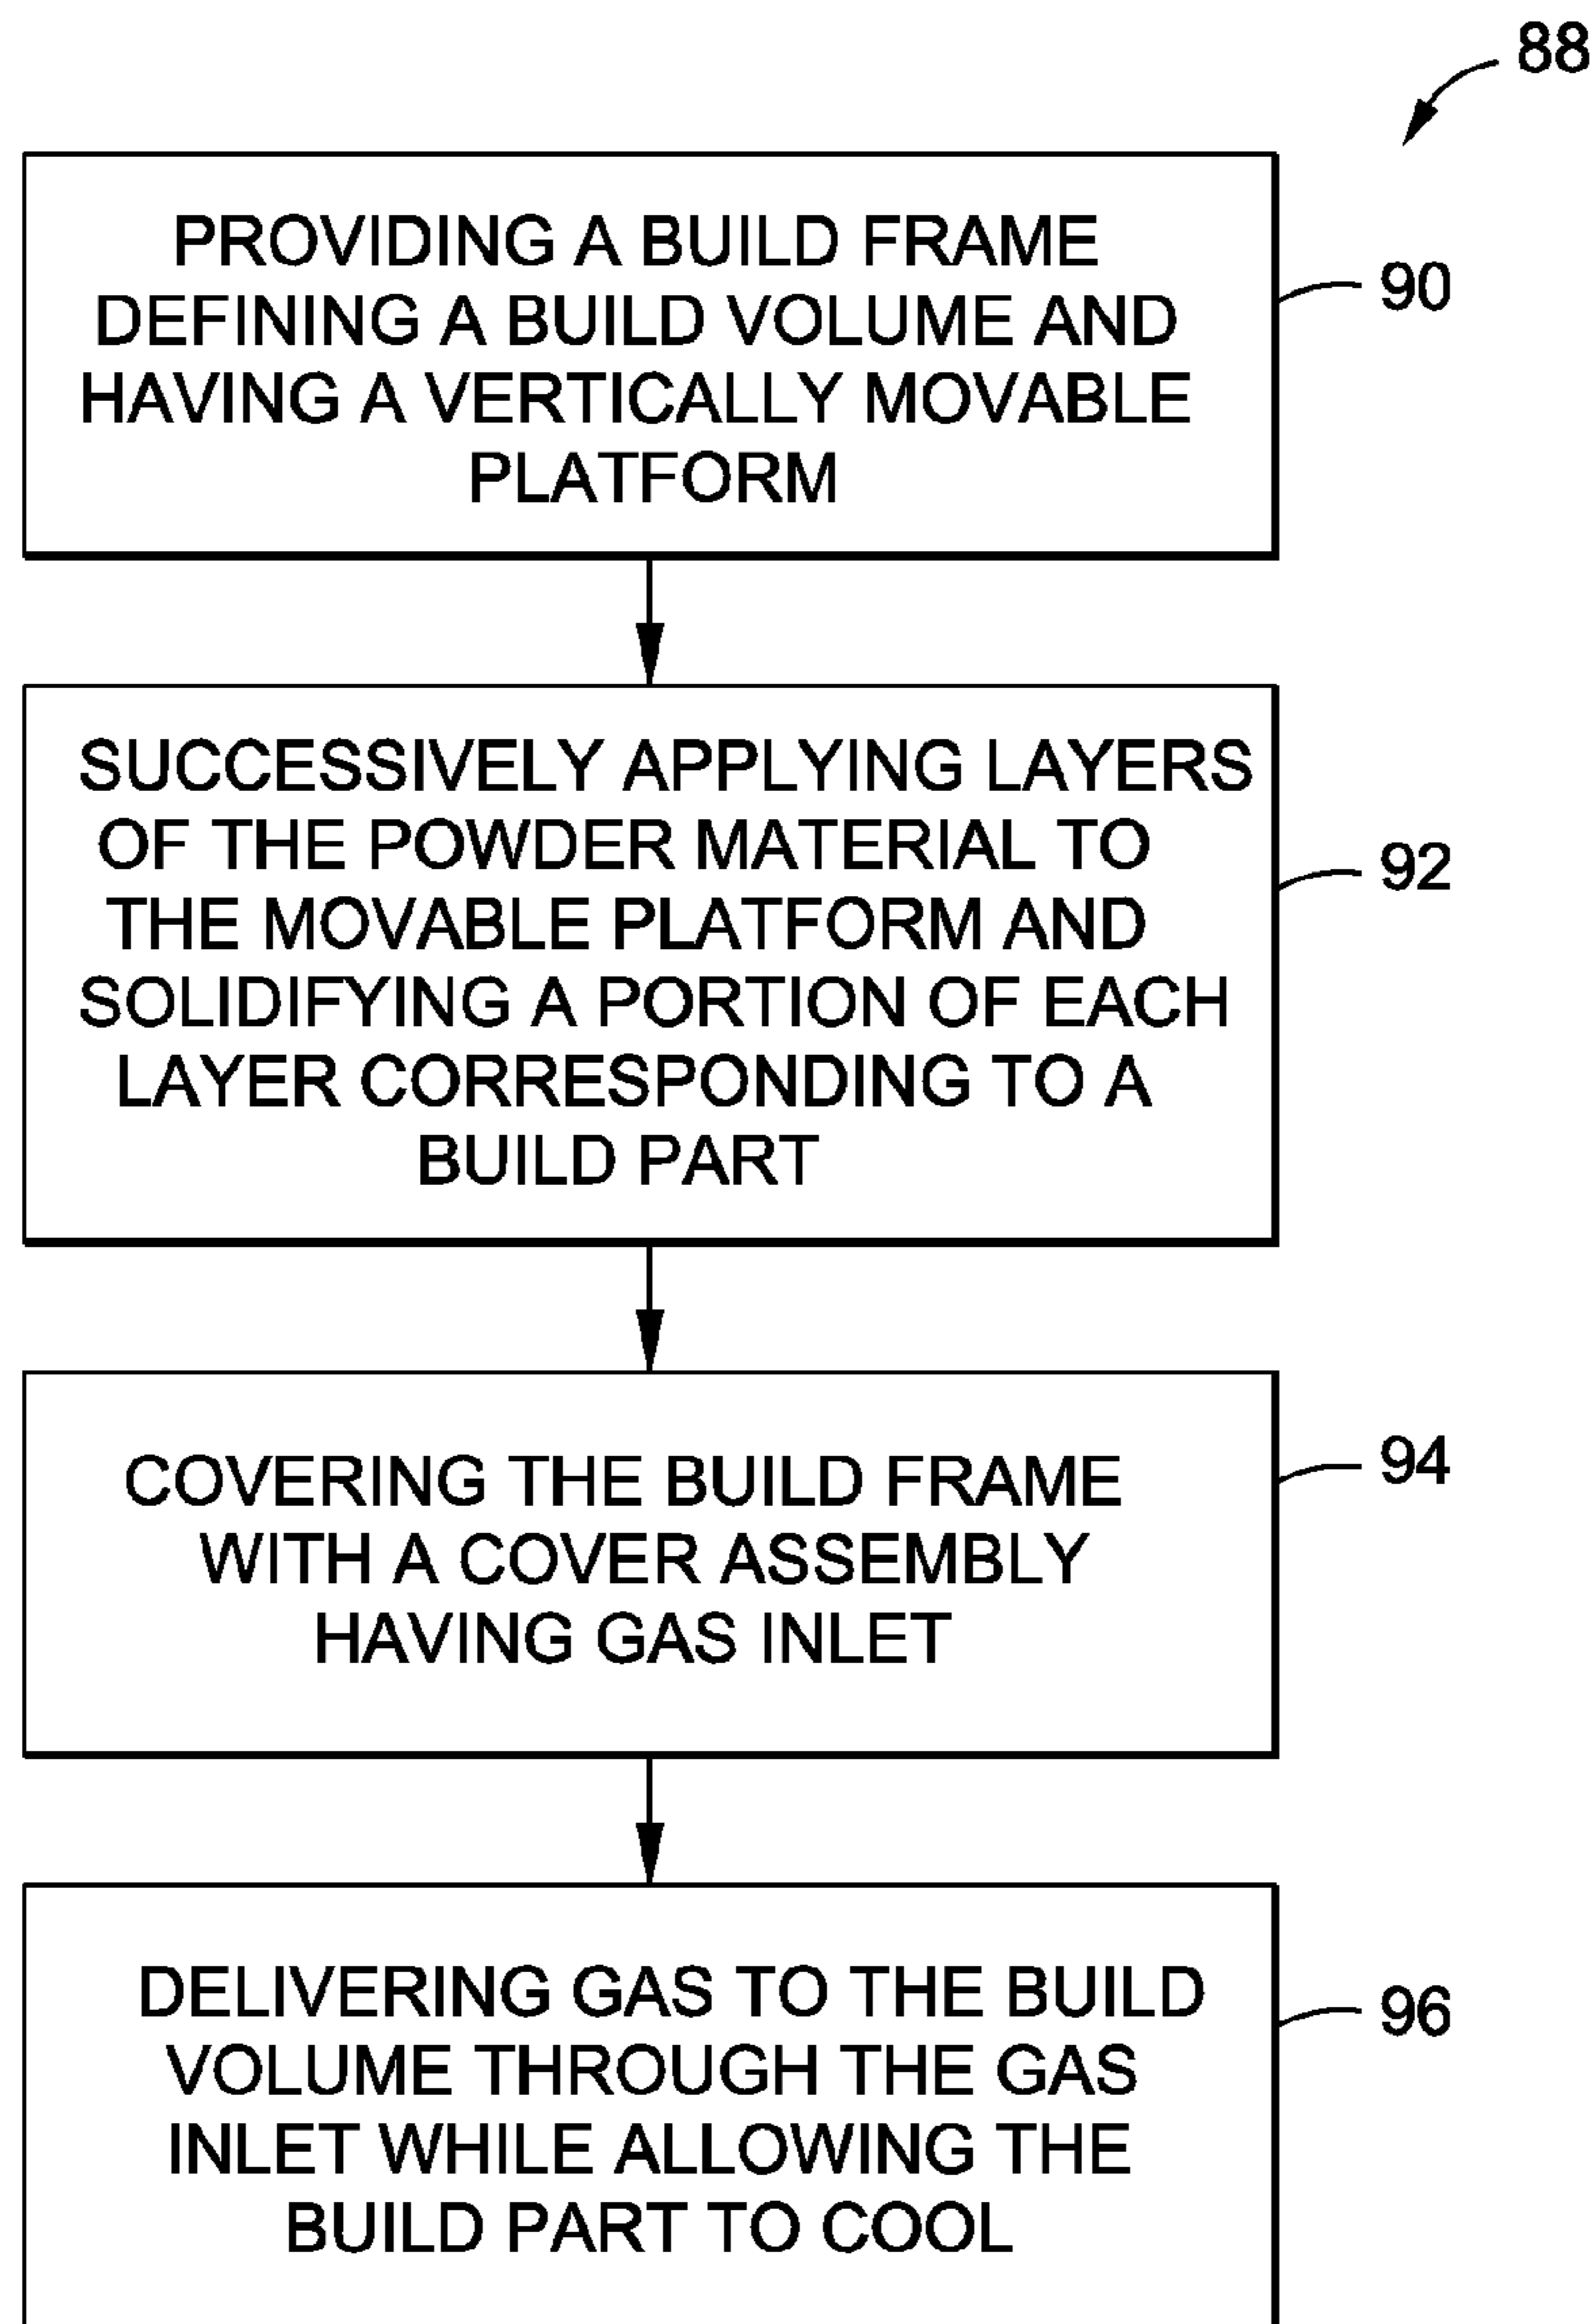 88
PROVIDING A BUILD FRAME
DEFINING A BUILD VOLUME AND
HAVING A VERTICALLY MOVABLE
PLATFORM
90
SUCCESSIVELY APPLYING LAYERS
OF THE POWDER MATERIAL TO
THE MOVABLE PLATFORM AND
SOLIDIFYING A PORTION OF EACH
LAYER CORRESPONDING TO A
BUILD PART
92
COVERING THE BUILD FRAME
WITH A COVER ASSEMBLY
HAVING GAS INLET
94
DELIVERING GAS TO THE BUILD
VOLUME THROUGH THE GAS
INLET WHILE ALLOWING THE
BUILD PART TO COOL
96